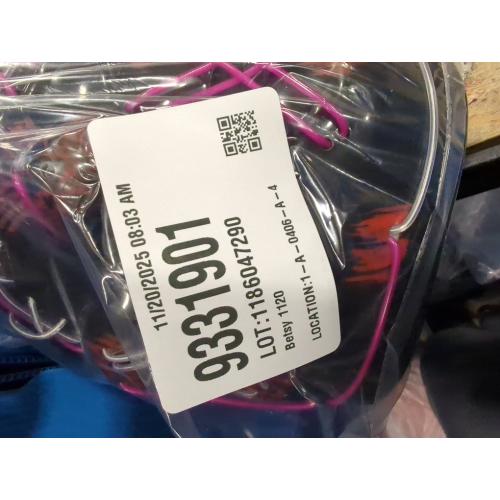 11/20/2025 08:03 AM
9331901
LOT:1186047290
Betsy 1120
LOCATION:1-A-0406-A-4